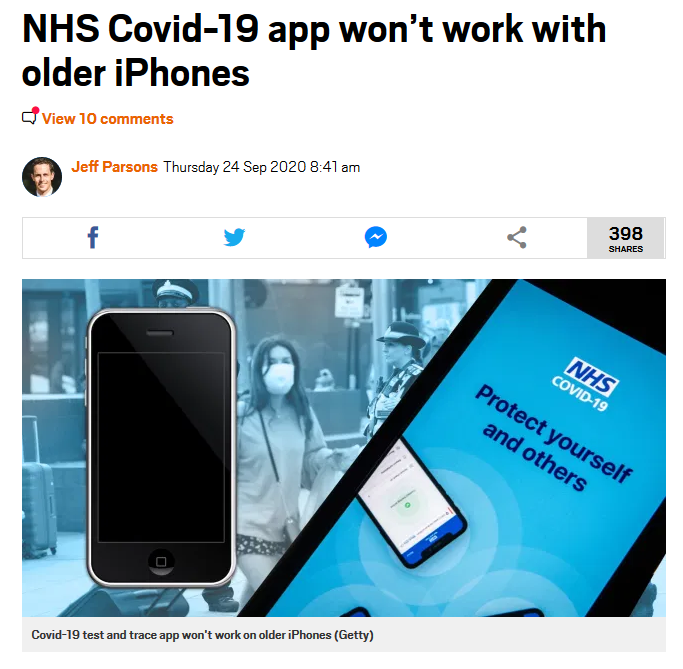 NHS Covid-19 app won’t work with
older iPhones
View 10 comments
Jeff Parsons Thursday 24 Sep 2020 8:41 am
398
SHARES
NHS
COVID-19
Protect yourself
and others
Covid-19 test and trace app won't work on older iPhones (Getty)